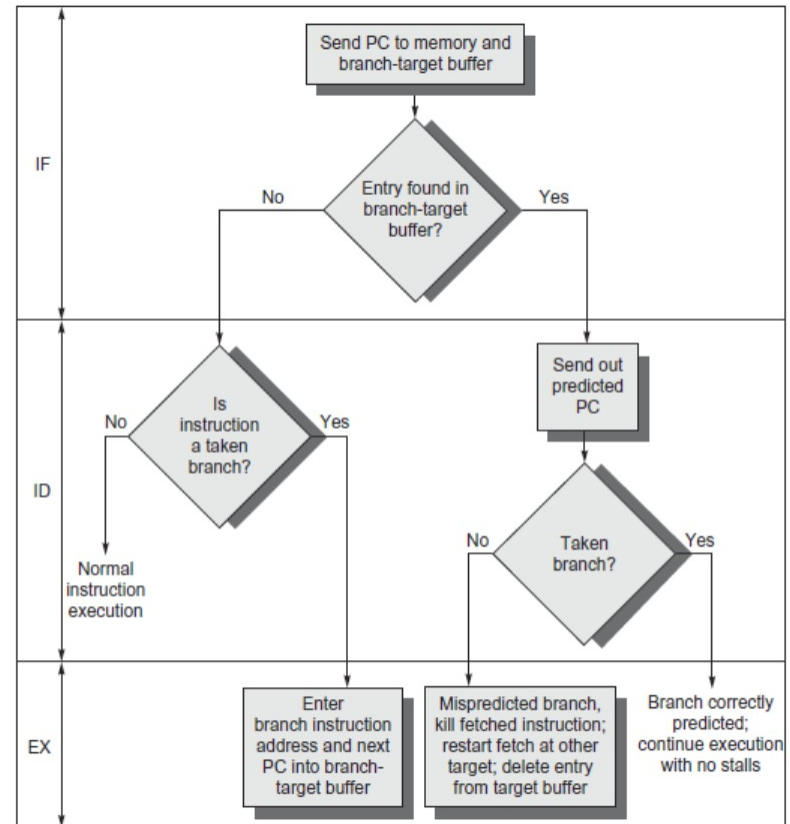 Send PC to memory and
branch-target buffer
IF
Entry found in
branch-target
buffer?
No
Yes
Send out
predicted
PC
Is
instruction
a taken
branch?
No
Yes
ID
Taken
branch?
No
Yes
Normal
instruction
execution
EX
Enter
branch instruction
address and next
PC into branch-
target buffer
Mispredicted branch,
kill fetched instruction;
restart fetch at other
target; delete entry
from target buffer
Branch correctly
predicted;
continue execution
with no stalls